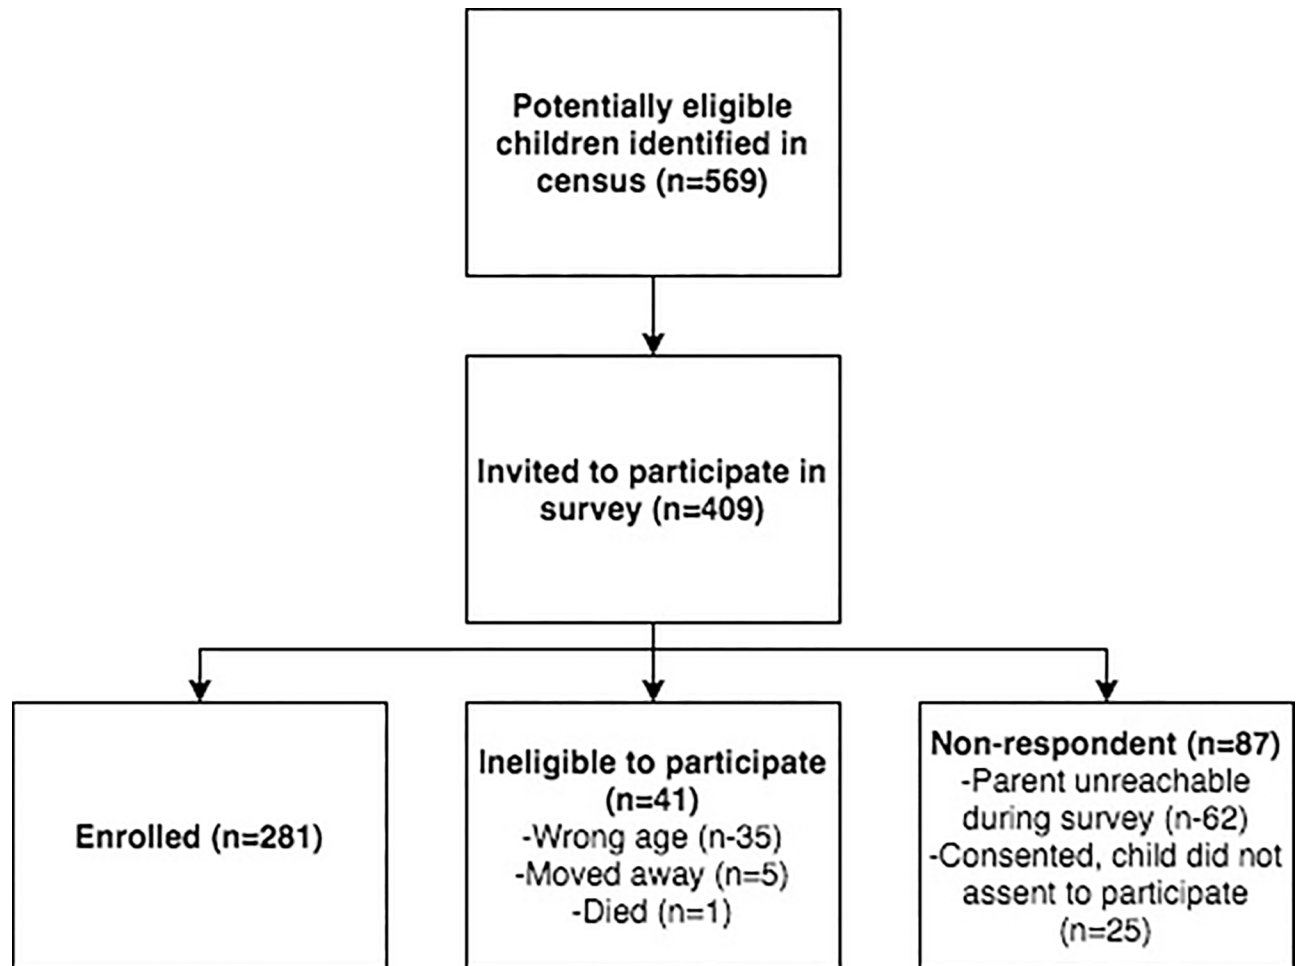 Potentially eligible
children identified in
census (n=569)
Invited to participate in
survey (n=409)
Enrolled (n=281)
Ineligible to participate
(n=41)
-Wrong age (n-35)
-Moved away (n=5)
-Died (n=1)
Non-respondent (n=87)
-Parent unreachable
during survey (n-62)
-Consented, child did not
assent to participate
(n=25)